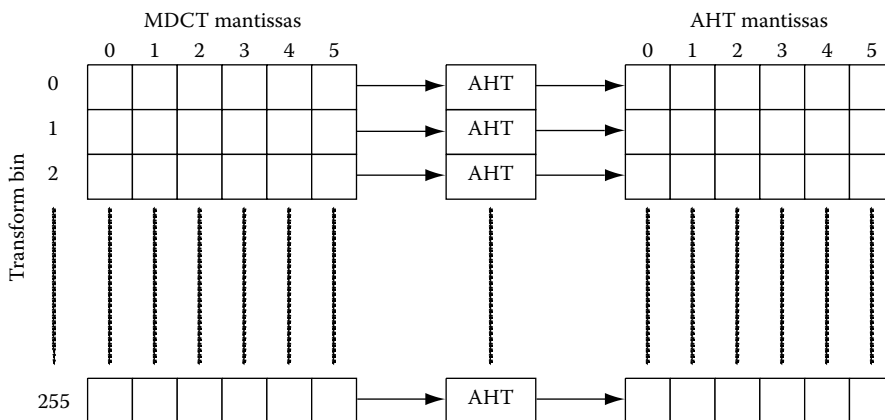 MDCT mantissas AHT mantissas
0 1 2 3 4 5 0 1 2 3 4 5
0 AHT
1 AHT
2 AHT
Transform bin
255 AHT